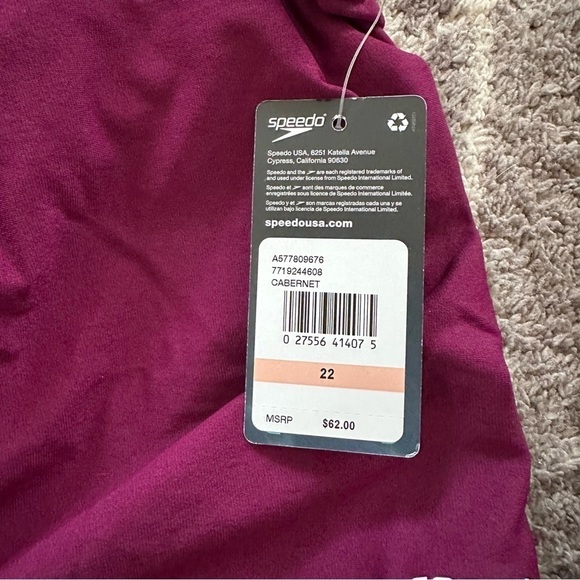 speedo
Speedo USA, 6251 Katella Avenue
Cypress, California 90630
Speedo and the are each registered trademarks of
and used under license from Speedo International Limited.
Speedo et sont des marques de commerce
enregistrées sous licence de Speedo International Limitée.
Speedo y et son marcas registradas cada una y se
utilizan bajo licencia de Speedo International Limited.
speedousa.com
A577809676
7719244608
CABERNET
0 27556 41407 5
22
MSRP $62.00